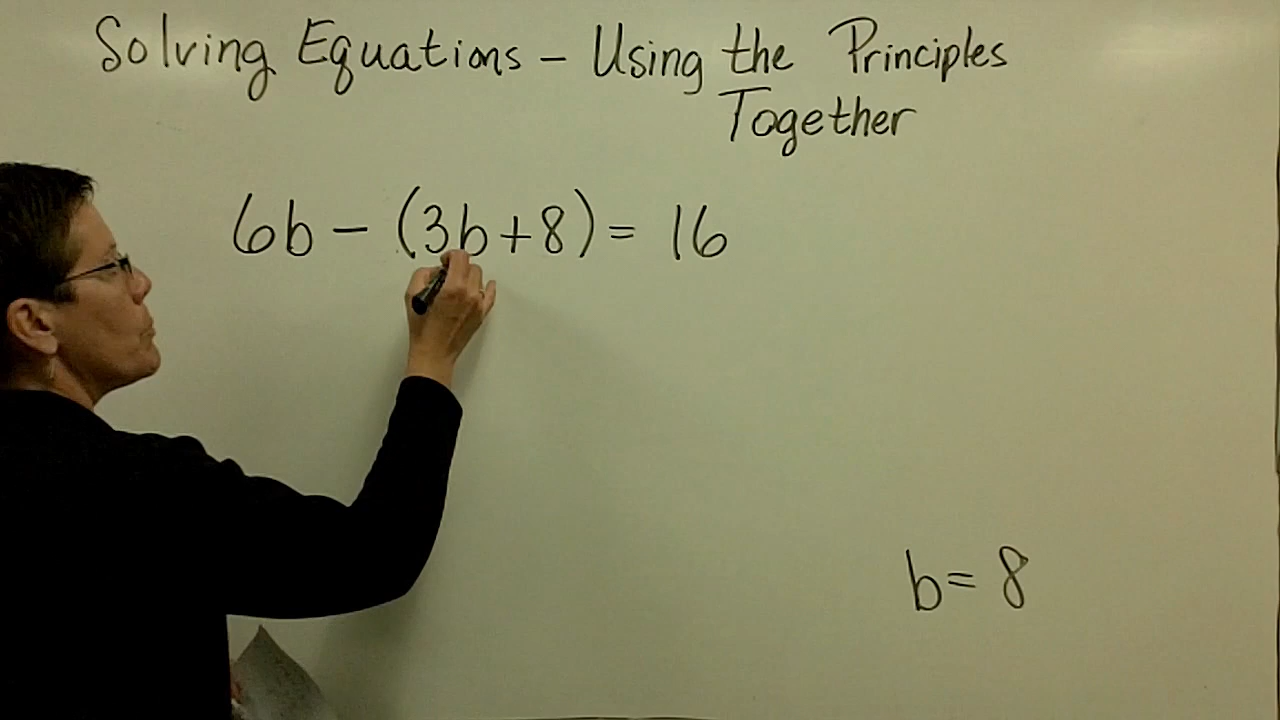 Solving Equations – Using the Principles
Together
6b – (3b+8) = 16
b = 8